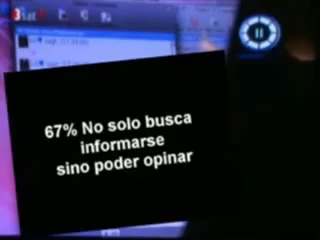 67% No solo busca
informarse
sino poder opinar